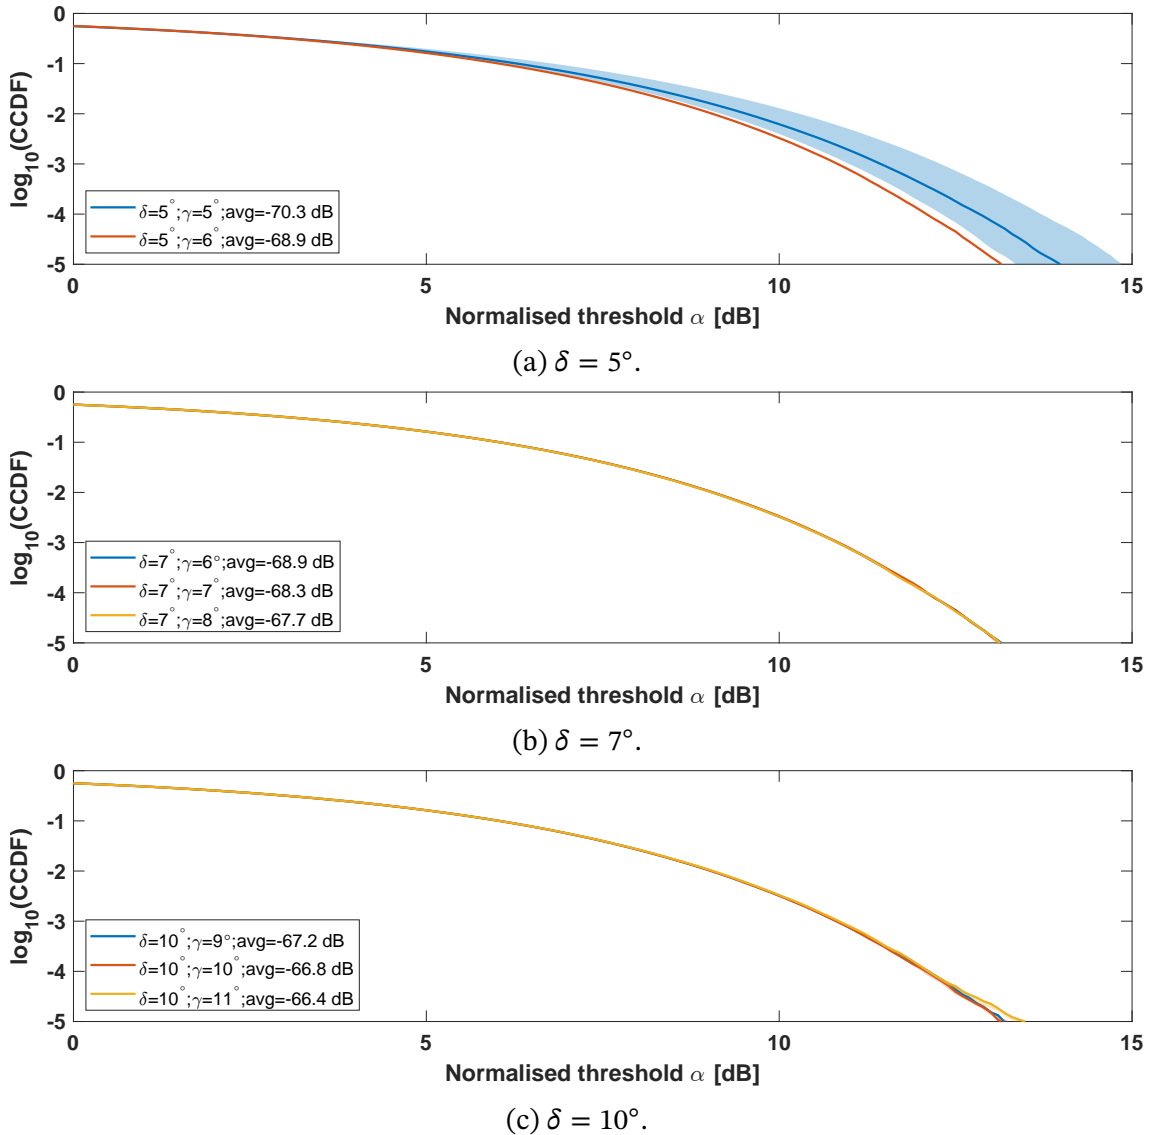 0
-1
-2
-3
-4
-5
log10(CCDF)
δ=5°;γ=5°;avg=-70.3 dB
δ=5°;γ=6°;avg=-68.9 dB
0 5 10 15
Normalised threshold α [dB]
(a) δ = 5°.
0
-1
-2
-3
-4
-5
log10(CCDF)
δ=7°;γ=6°;avg=-68.9 dB
δ=7°;γ=7°;avg=-68.3 dB
δ=7°;γ=8°;avg=-67.7 dB
0 5 10 15
Normalised threshold α [dB]
(b) δ = 7°.
0
-1
-2
-3
-4
-5
log10(CCDF)
δ=10°;γ=9°;avg=-67.2 dB
δ=10°;γ=10°;avg=-66.8 dB
δ=10°;γ=11°;avg=-66.4 dB
0 5 10 15
Normalised threshold α [dB]
(c) δ = 10°.